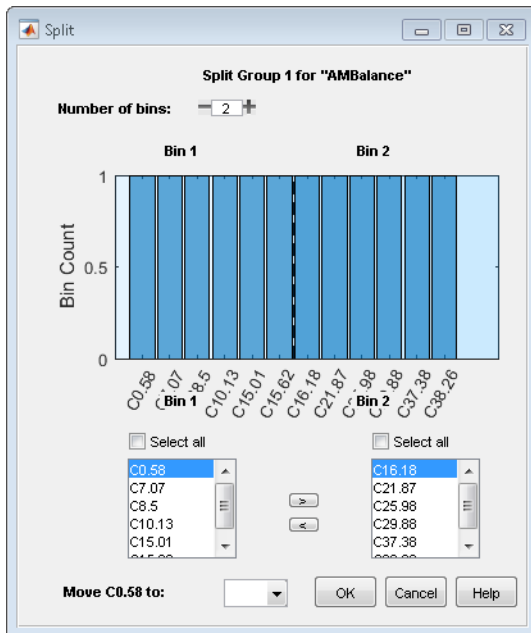 Split
Split Group 1 for "AMBalance"
Number of bins: 2
Bin 1 Bin 2
1
0.5
0
Bin Count
C0.58 C8.5 C10.13 C15.01 C15.62 C16.18 C21.87 C37.38 C38.26
Bin 1 Bin 2
Select all Select all
C0.58 C16.18
C7.07 C21.87
C8.5 C25.98
C10.13 C29.88
C15.01 C37.38
Move C0.58 to: OK Cancel Help